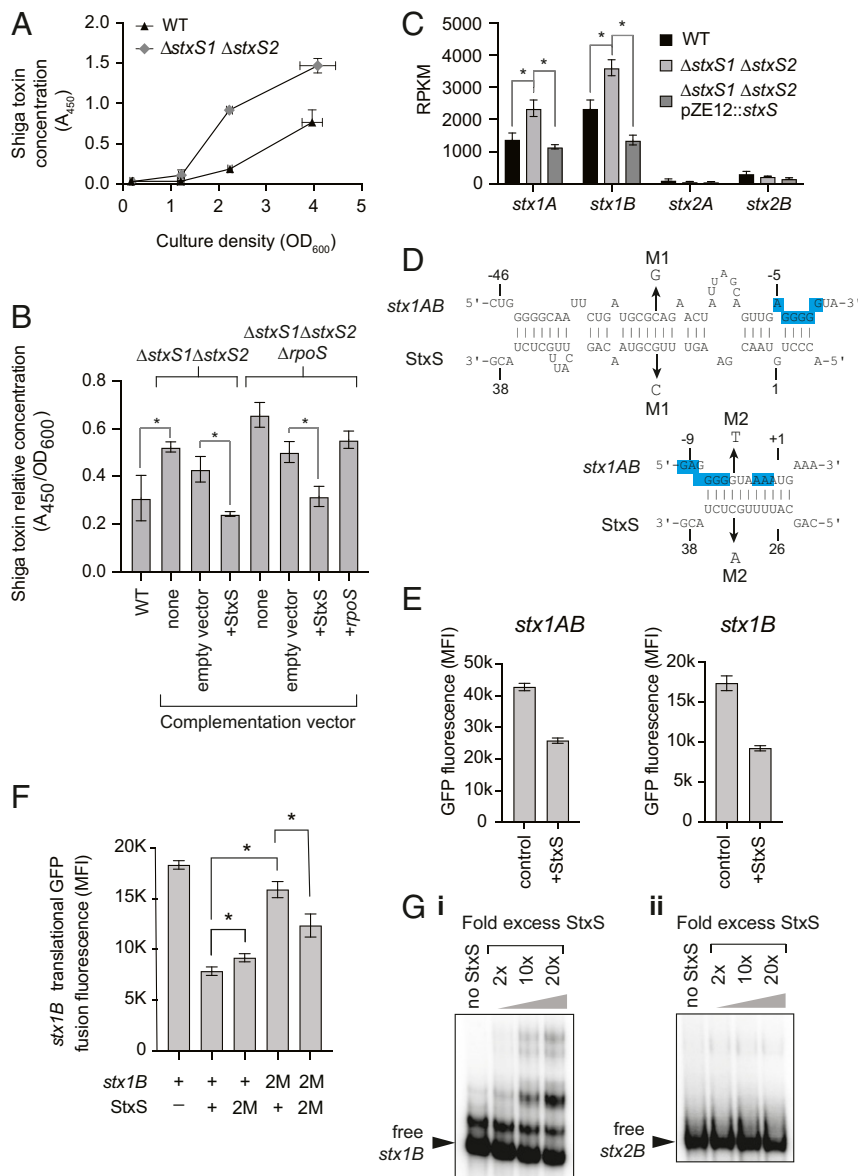 A
WT
ΔstxS1 ΔstxS2
Shiga toxin
concentration
(A450)
2.0
1.5
1.0
0.5
0.0
0 1 2 3 4 5
Culture density (OD600)
B
ΔstxS1ΔstxS2
ΔstxS1ΔstxS2
ΔrpoS
Shiga toxin relative concentration
(A450/OD600)
0.8
0.6
0.4
0.2
0.0
* * *
WT
none
empty vector
+StxS
none
empty vector
+StxS
+rpoS
Complementation vector
C
WT
ΔstxS1 ΔstxS2
ΔstxS1 ΔstxS2
pZE12::stxS
RPKM
5000
4000
3000
2000
1000
0
* * * *
stx1A stx1B stx2A stx2B
D
M1
G
-46 -5
stx1AB
5'-CUG GGGGCAA UU CUG A UGCGCAGACU A A U U A G C A GUUG A GGGG GUA-3'
StxS
3'-GCA UCUCGUU UC UA ACGAC A UGCGUU UGA A AG G CAAU UCCC A-5'
38 1
C
M1
M2
-9 T +1
stx1AB
5'-GAG GGGGUAAAAUG AAA-3'
StxS
3'-GCA UCUCGUUUUAC GAC-5'
38 A 26
M2
E
stx1AB
GFP fluorescence (MFI)
50k
40k
30k
20k
10k
0
control
+StxS
stx1B
GFP fluorescence (MFI)
20k
15k
10k
5k
0
control
+StxS
F
stx1B translational GFP
fusion fluorescence (MFI)
20K
15K
10K
5K
0
* * *
stx1B + + + 2M 2M
StxS − + 2M + 2M
G
i
Fold excess StxS
no StxS
2x
10x
20x
free
stx1B
ii
Fold excess StxS
no StxS
2x
10x
20x
free
stx2B